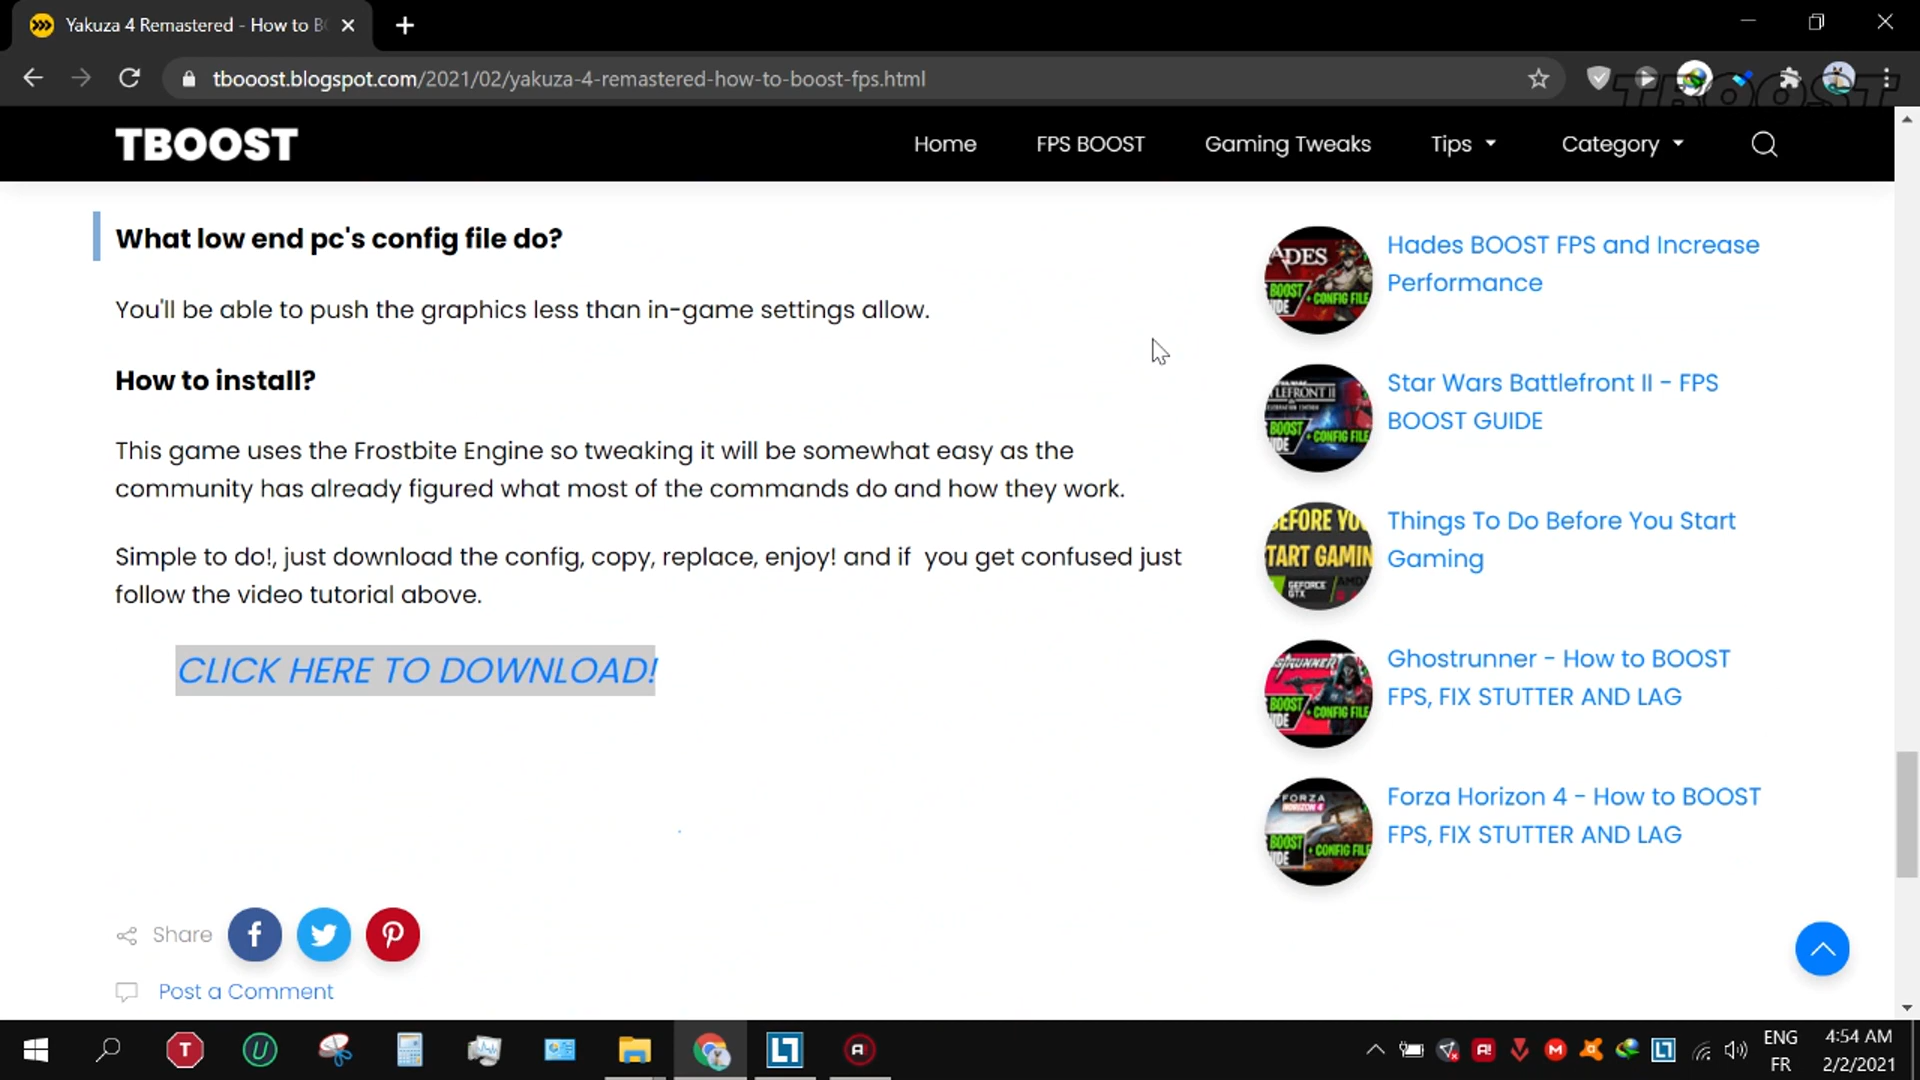 Yakuza 4 Remastered - How to B
tbooost.blogspot.com/2021/02/yakuza-4-remastered-how-to-boost-fps.html
TBOOST
TBOOST
Home
FPS BOOST
Gaming Tweaks
Tips
Category
What low end pc's config file do?
You'll be able to push the graphics less than in-game settings allow.
How to install?
This game uses the Frostbite Engine so tweaking it will be somewhat easy as the
community has already figured what most of the commands do and how they work.
Simple to do!, just download the config, copy, replace, enjoy! and if you get confused just
follow the video tutorial above.
CLICK HERE TO DOWNLOAD!
Share
Post a Comment
Hades BOOST FPS and Increase
Performance
Star Wars Battlefront II - FPS
BOOST GUIDE
Things To Do Before You Start
Gaming
Ghostrunner - How to BOOST
FPS, FIX STUTTER AND LAG
Forza Horizon 4 - How to BOOST
FPS, FIX STUTTER AND LAG
ENG
FR
4:54 AM
2/2/2021